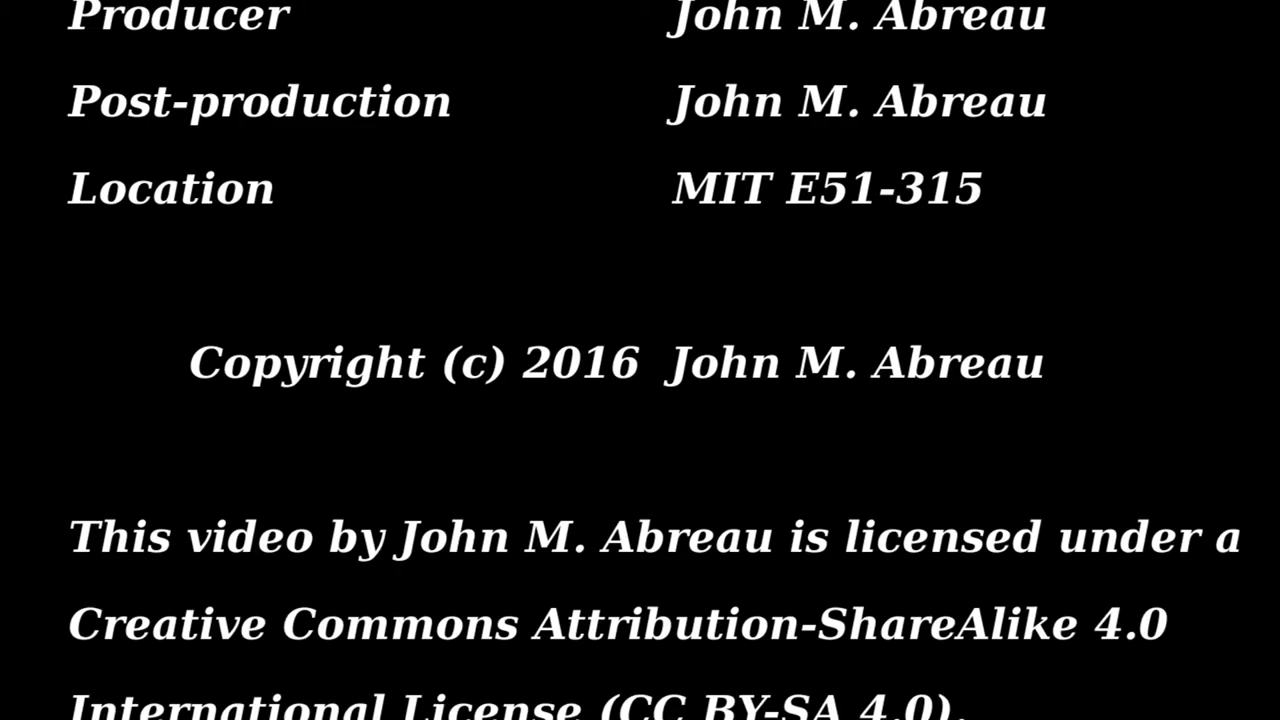 Producer John M. Abreau
Post-production John M. Abreau
Location MIT E51-315
Copyright (c) 2016 John M. Abreau
This video by John M. Abreau is licensed under a
Creative Commons Attribution-ShareAlike 4.0
International License (CC BY-SA 4.0).